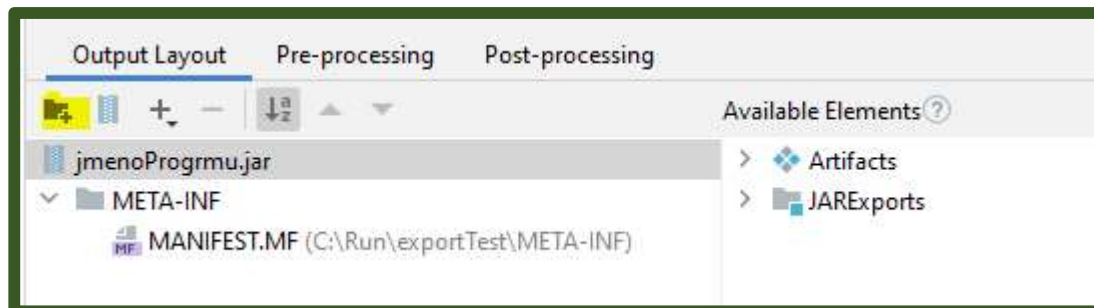 Output Layout Pre-processing Post-processing
Available Elements ?
jmenoProgrmu.jar
META-INF
MF MANIFEST.MF (C:\Run\exportTest\META-INF)
Artifacts
JARExports